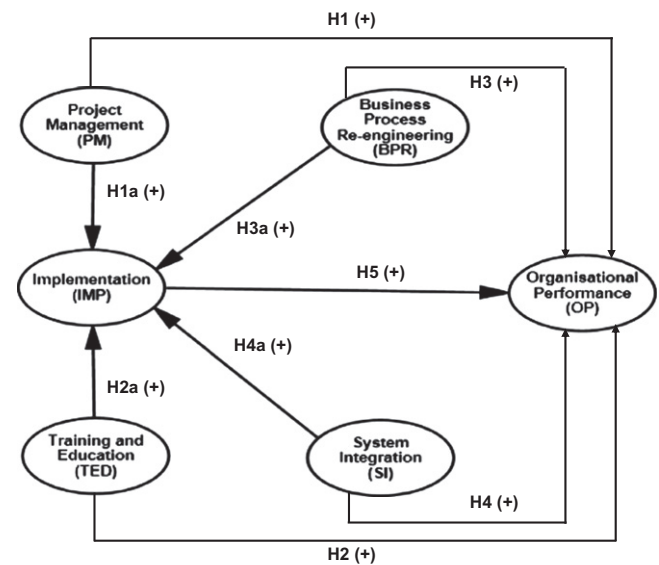 H1 (+)
H3 (+)
Project
Management
(PM)
Business
Process
Re-engineering
(BPR)
H1a (+)
H3a (+)
Implementation
(IMP)
H5 (+)
Organisational
Performance
(OP)
H4a (+)
H2a (+)
Training and
Education
(TED)
System
Integration
(SI)
H4 (+)
H2 (+)